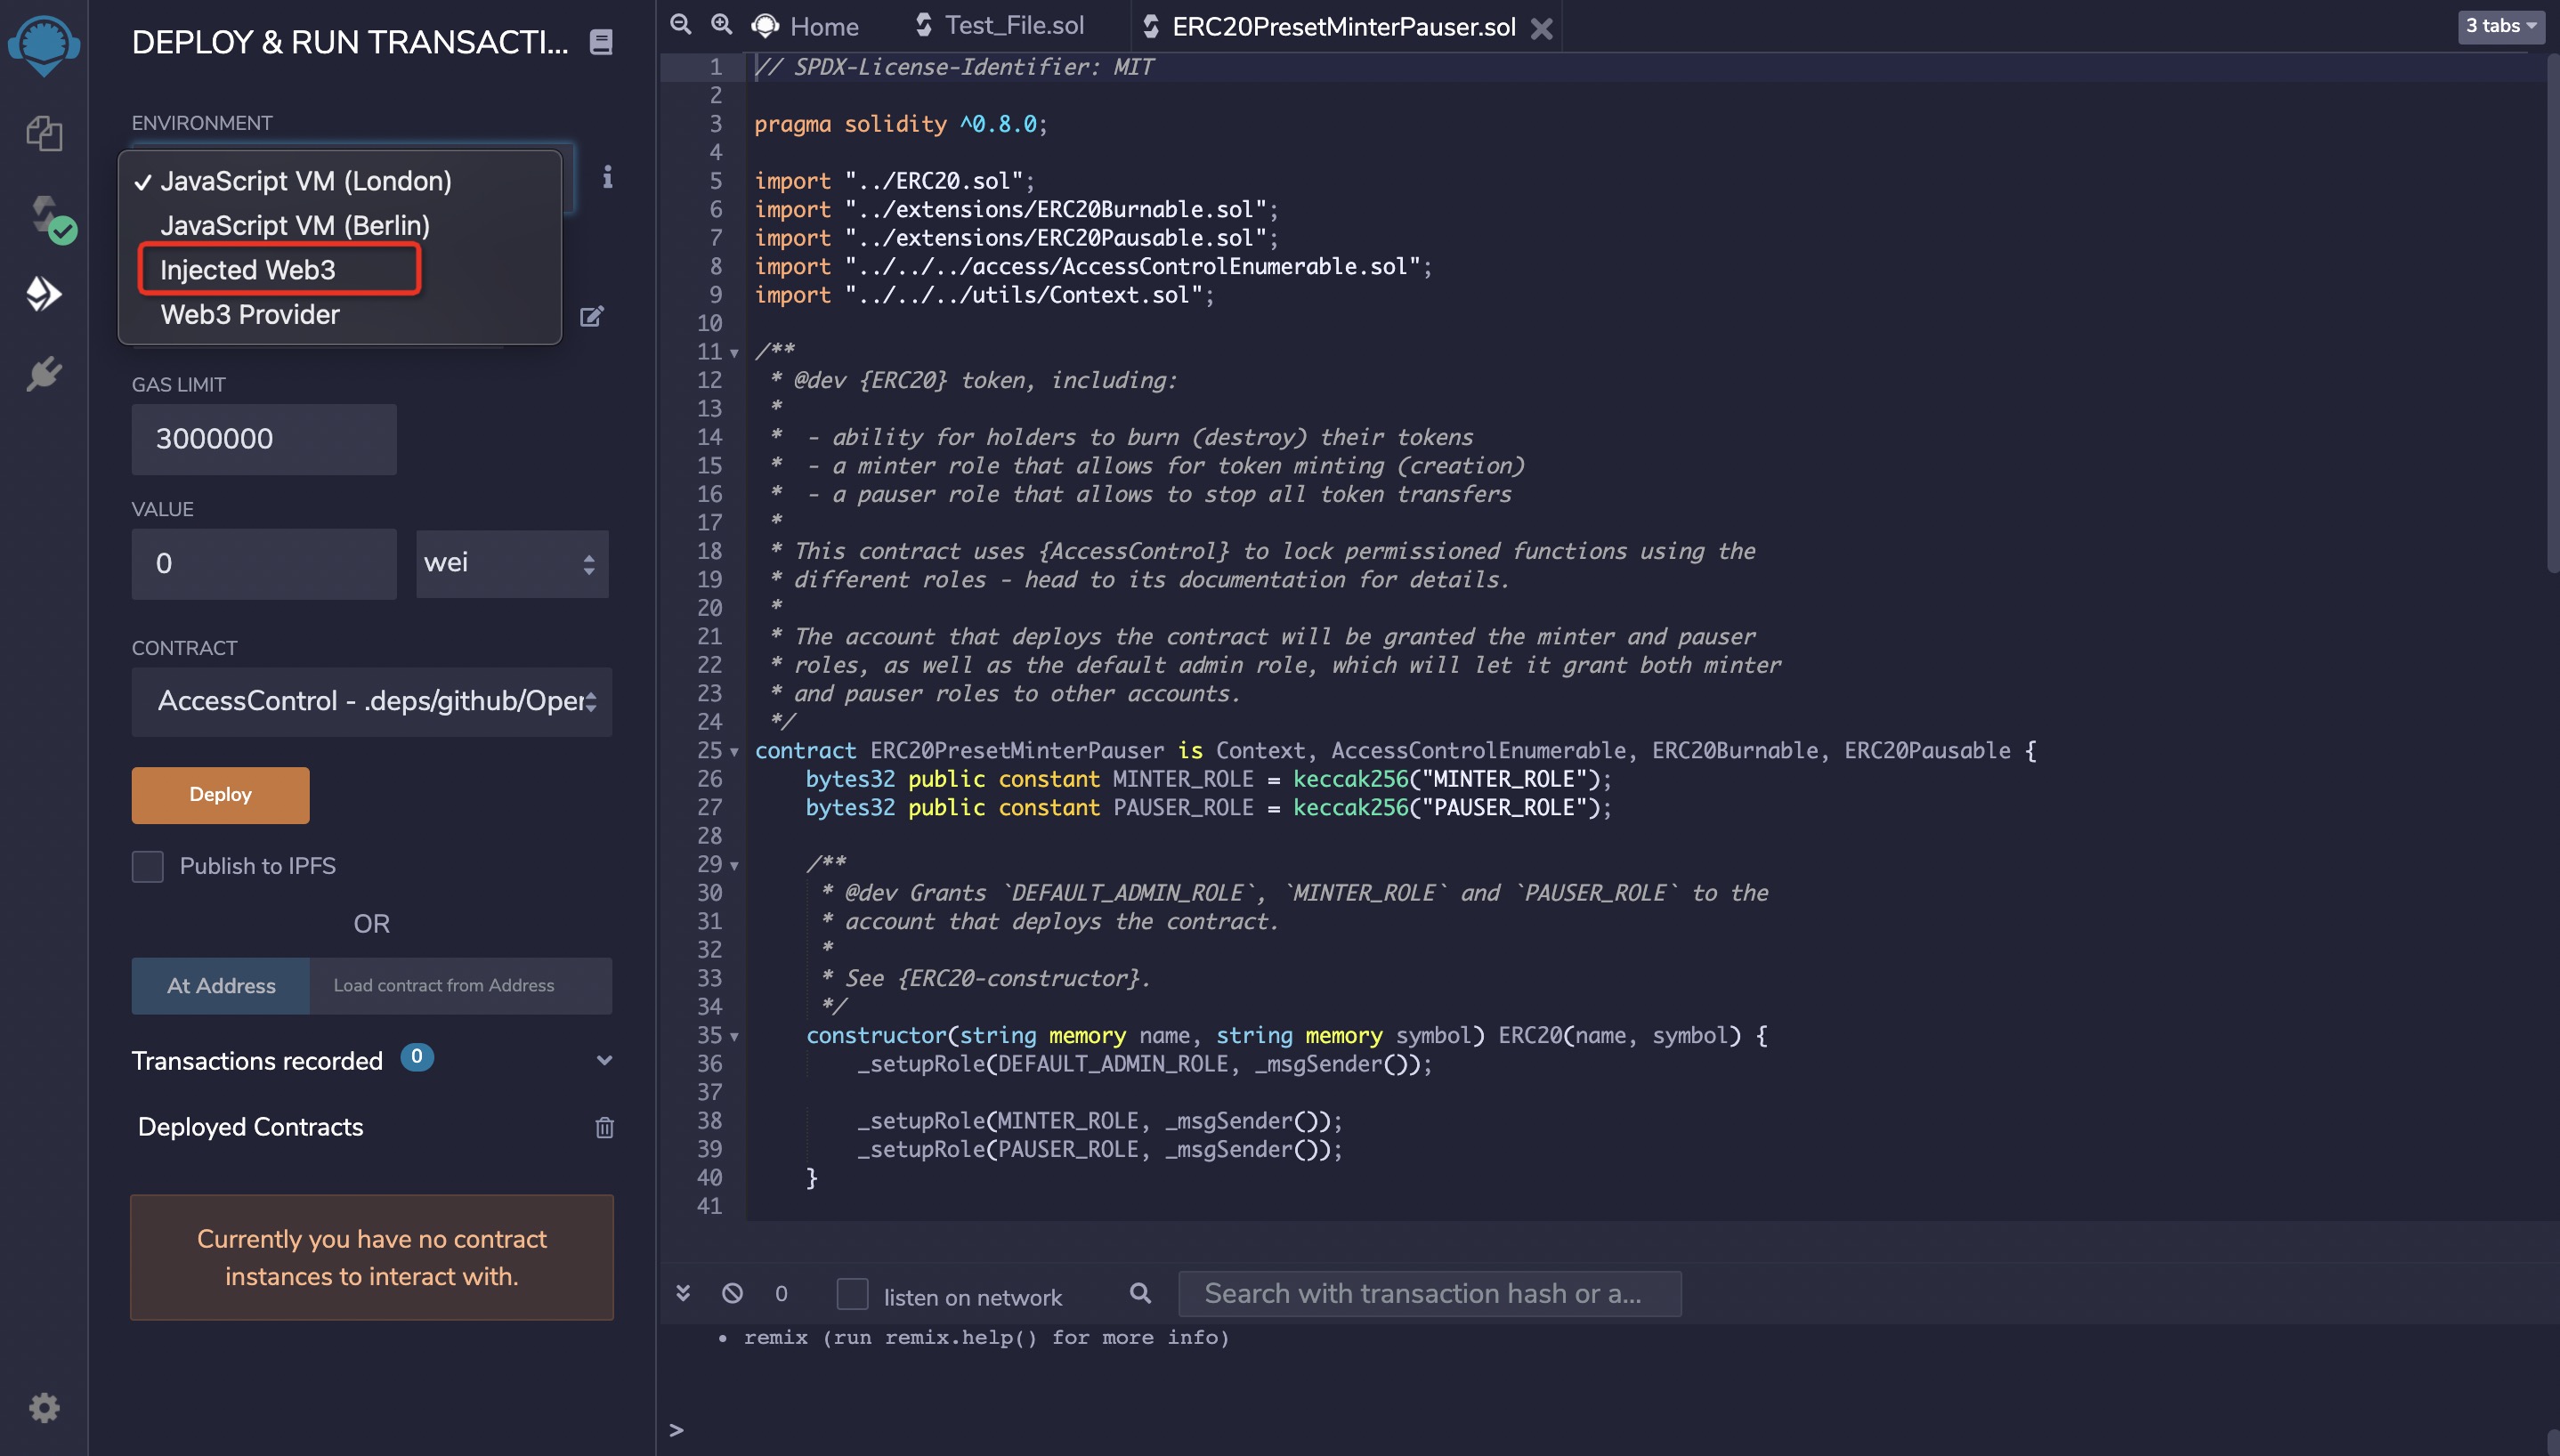 DEPLOY & RUN TRANSACTI...
ENVIRONMENT
JavaScript VM (London)
JavaScript VM (Berlin)
Injected Web3
Web3 Provider
GAS LIMIT
3000000
VALUE
0
wei
CONTRACT
AccessControl - .deps/github/Oper
Deploy
Publish to IPFS
OR
At Address
Load contract from Address
Transactions recorded 0
Deployed Contracts
Currently you have no contract
instances to interact with.
Home
Test_File.sol
ERC20PresetMinterPauser.sol
3 tabs
1 // SPDX-License-Identifier: MIT
2
3 pragma solidity ^0.8.0;
4
5 import "../ERC20.sol";
6 import "../extensions/ERC20Burnable.sol";
7 import "../extensions/ERC20Pausable.sol";
8 import "../../../access/AccessControlEnumerable.sol";
9 import "../../../utils/Context.sol";
10
11 /**
12  * @dev {ERC20} token, including:
13  *
14  *  - ability for holders to burn (destroy) their tokens
15  *  - a minter role that allows for token minting (creation)
16  *  - a pauser role that allows to stop all token transfers
17  *
18  * This contract uses {AccessControl} to lock permissioned functions using the
19  * different roles - head to its documentation for details.
20  *
21  * The account that deploys the contract will be granted the minter and pauser
22  * roles, as well as the default admin role, which will let it grant both minter
23  * and pauser roles to other accounts.
24  */
25 contract ERC20PresetMinterPauser is Context, AccessControlEnumerable, ERC20Burnable, ERC20Pausable {
26     bytes32 public constant MINTER_ROLE = keccak256("MINTER_ROLE");
27     bytes32 public constant PAUSER_ROLE = keccak256("PAUSER_ROLE");
28
29     /**
30      * @dev Grants `DEFAULT_ADMIN_ROLE`, `MINTER_ROLE` and `PAUSER_ROLE` to the
31      * account that deploys the contract.
32      *
33      * See {ERC20-constructor}.
34      */
35     constructor(string memory name, string memory symbol) ERC20(name, symbol) {
36         _setupRole(DEFAULT_ADMIN_ROLE, _msgSender());
37
38         _setupRole(MINTER_ROLE, _msgSender());
39         _setupRole(PAUSER_ROLE, _msgSender());
40     }
41
0
listen on network
Search with transaction hash or a...
• remix (run remix.help() for more info)
>